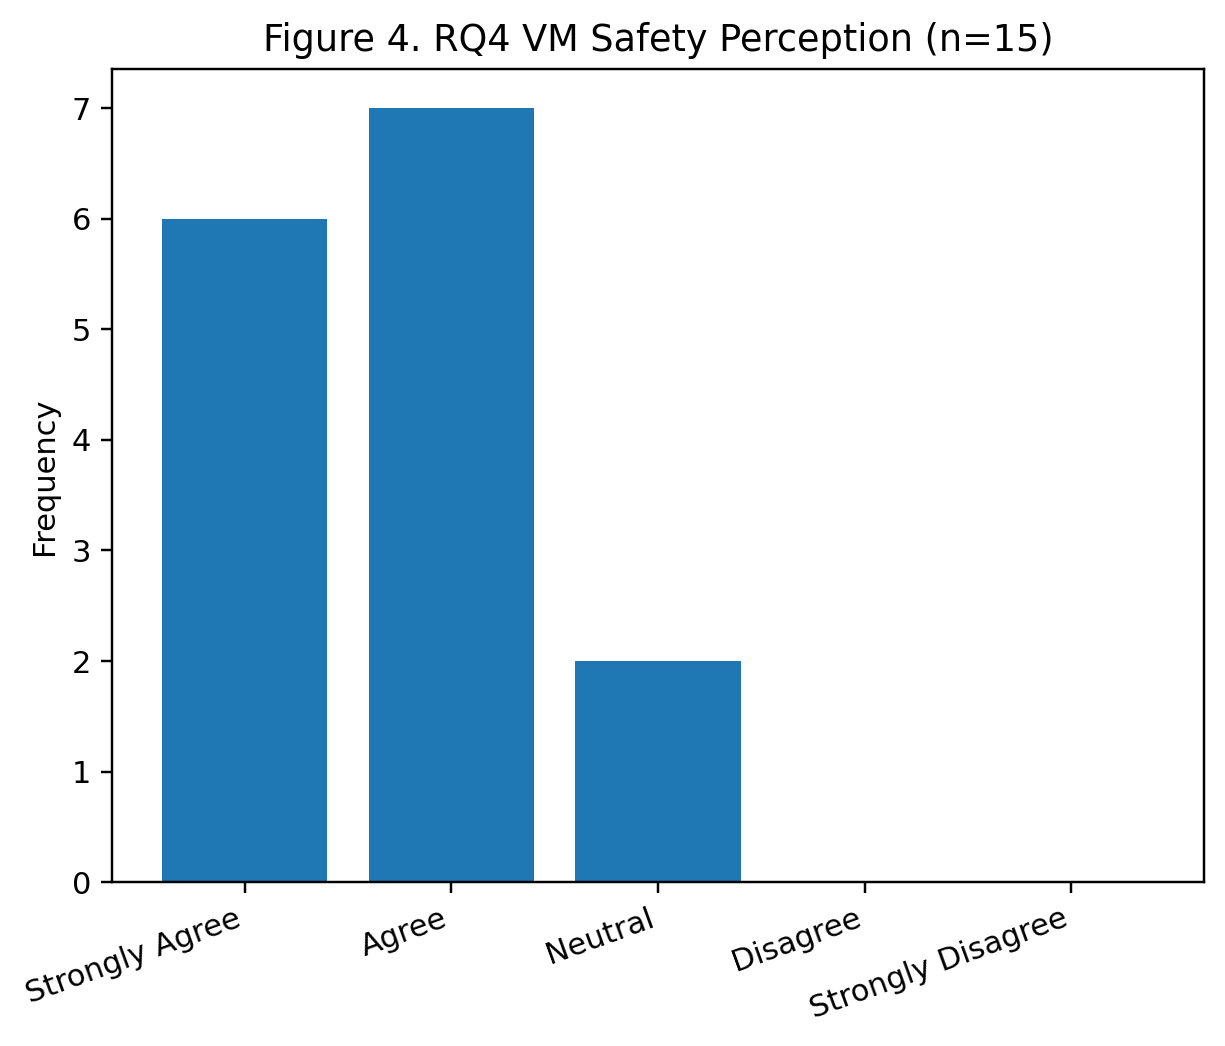 Figure 4. RQ4 VM Safety Perception (n=15)
7
6
5
4
3
2
1
0
Frequency
Strongly Agree
Agree
Neutral
Disagree
Strongly Disagree